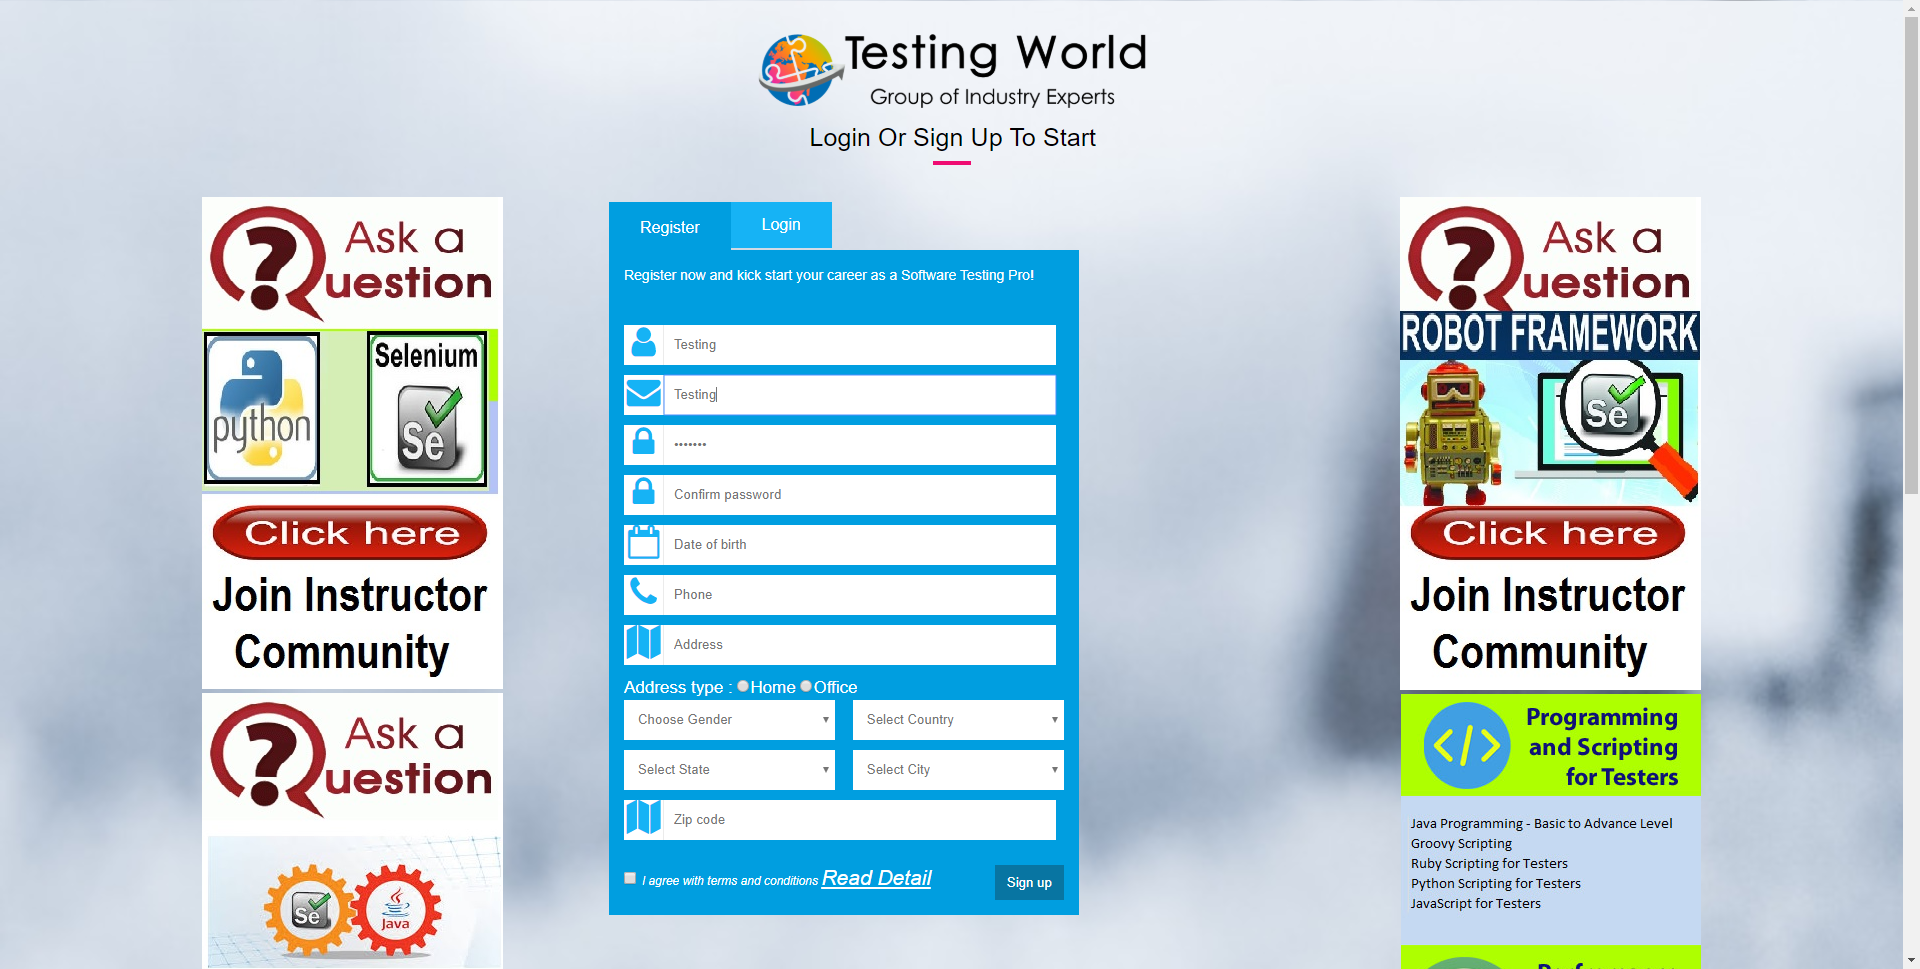 Testing World
Group of Industry Experts
Login Or Sign Up To Start
Ask a
uestion
python
Selenium
Se
Click here
Join Instructor
Community
Ask a
uestion
Se
Java
Register
Login
Register now and kick start your career as a Software Testing Pro!
Testing
Testing
•••••••
Confirm password
Date of birth
Phone
Address
Address type : Home Office
Choose Gender
Select Country
Select State
Select City
Zip code
I agree with terms and conditions Read Detail
Sign up
Ask a
uestion
ROBOT FRAMEWORK
Se
Click here
Join Instructor
Community
</>
Programming
and Scripting
for Testers
Java Programming - Basic to Advance Level
Groovy Scripting
Ruby Scripting for Testers
Python Scripting for Testers
JavaScript for Testers